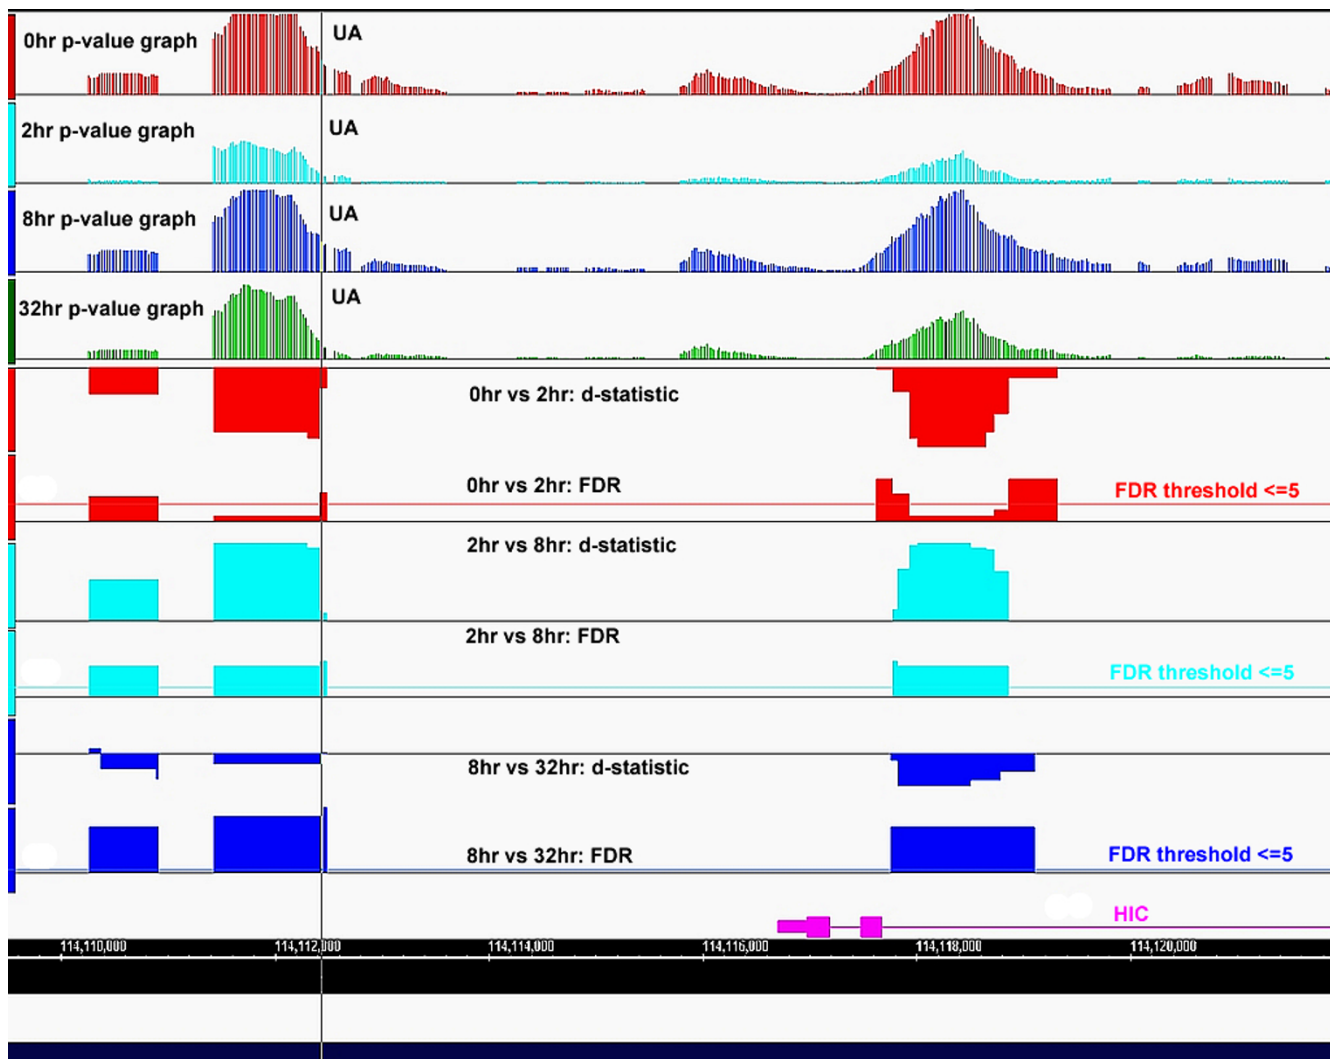 0hr p-value graph UA
2hr p-value graph UA
8hr p-value graph UA
32hr p-value graph UA
0hr vs 2hr: d-statistic
0hr vs 2hr: FDR FDR threshold <=5
2hr vs 8hr: d-statistic
2hr vs 8hr: FDR
FDR threshold <=5
8hr vs 32hr: d-statistic
8hr vs 32hr: FDR FDR threshold <=5
HIC
114,110,000 114,112,000 114,114,000 114,116,000 114,118,000 114,120,000